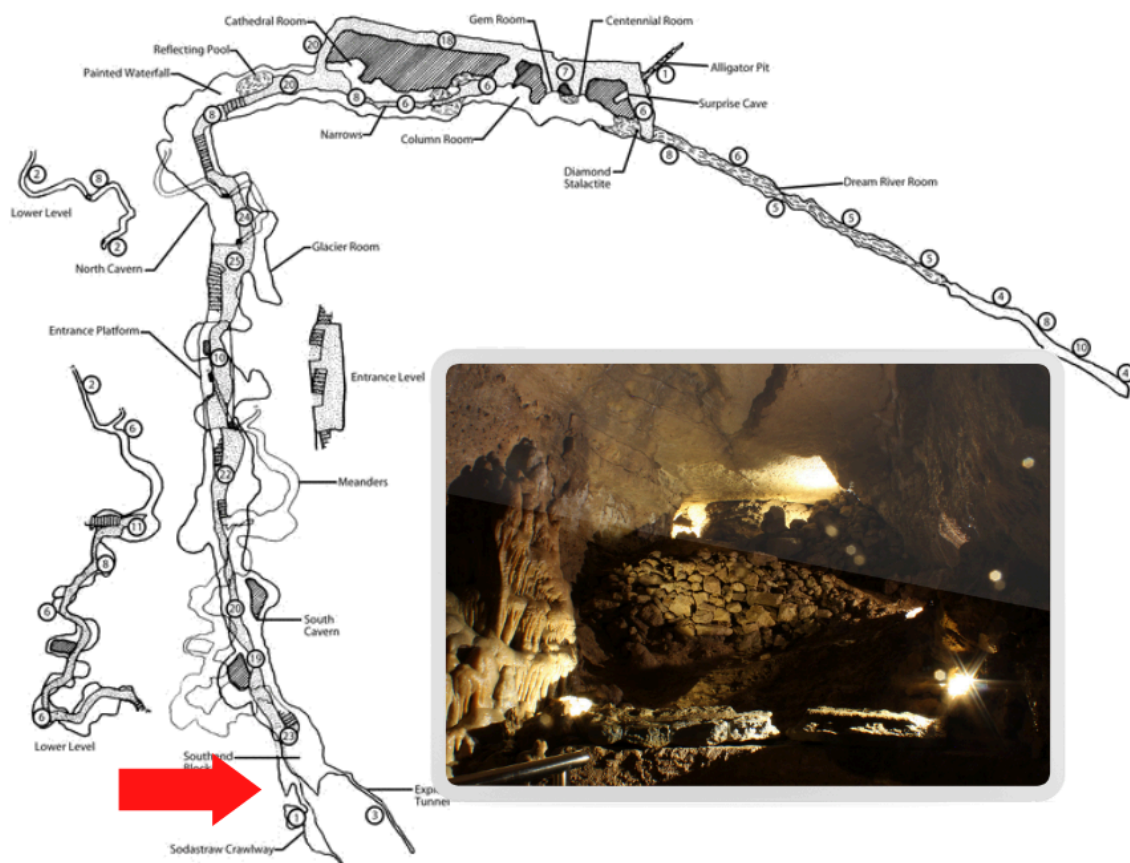 Cathedral Room
20
18
Gem Room
Centennial Room
Reflecting Pool
7
1
Alligator Pit
Painted Waterfall
20
8
6
6
6
Surprise Cave
8
Narrows
Column Room
Diamond
Stalactite
8
6
Dream River Room
5
5
5
4
8
10
4
2
8
Lower Level
2
24
Glacier Room
North Cavern
25
Entrance Platform
10
Entrance Level
2
6
22
Meanders
11
8
6
20
South
Cavern
19
6
Lower Level
23
Tunnel
1
3
Sodastraw Crawlway